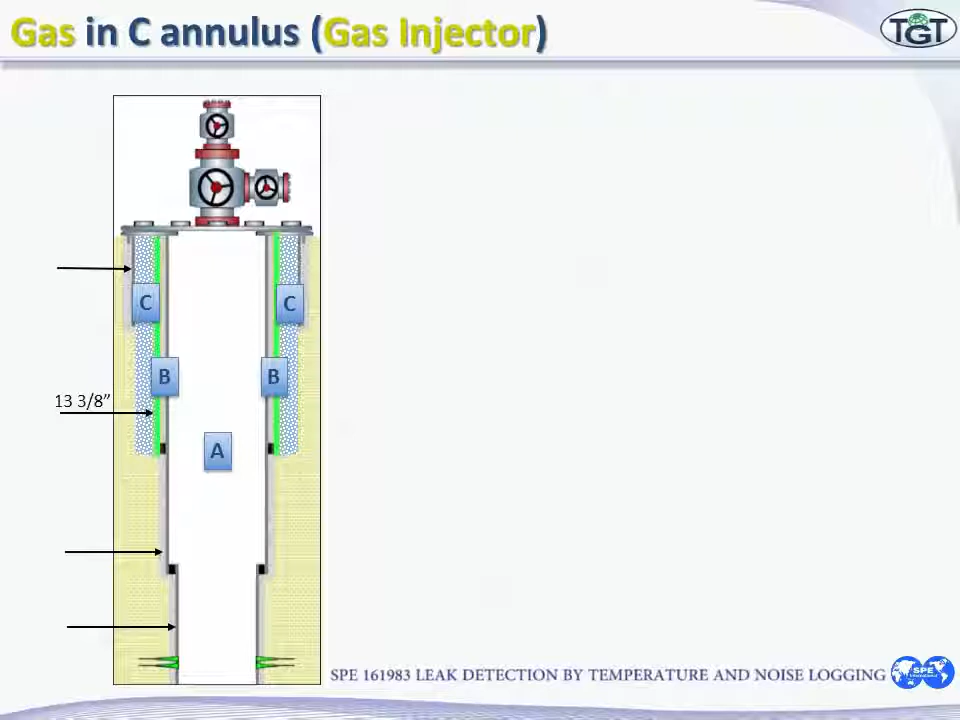 Gas in C annulus (Gas Injector)
TGT
C
C
B
B
13 3/8”
A
SPE 161983 LEAK DETECTION BY TEMPERATURE AND NOISE LOGGING
SPE
International